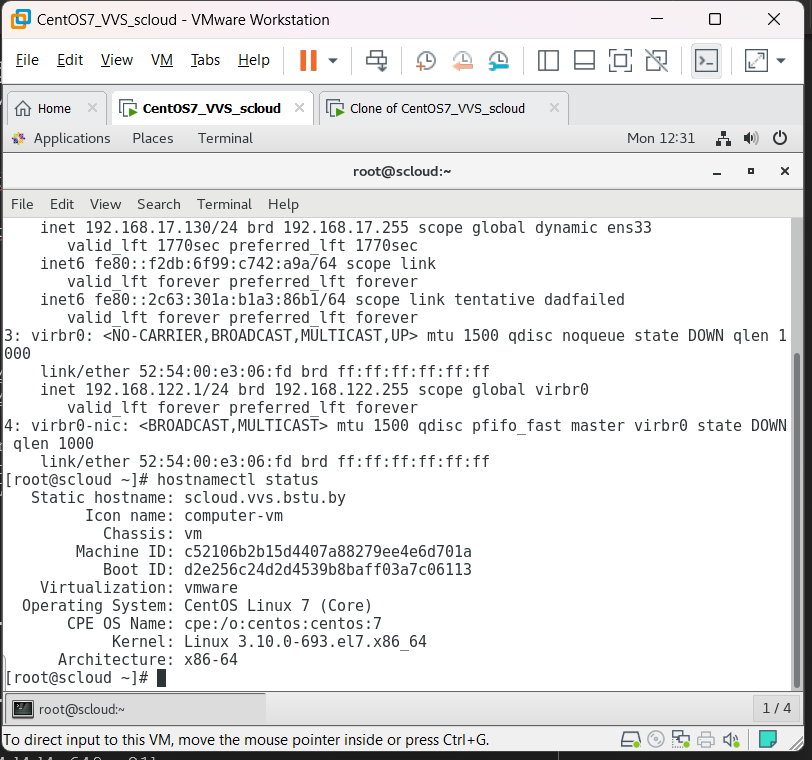 CentOS7_VVS_scloud - VMware Workstation
File Edit View VM Tabs Help
Home CentOS7_VVS_scloud Clone of CentOS7_VVS_scloud
Applications Places Terminal Mon 12:31
root@scloud:~
File Edit View Search Terminal Help
inet 192.168.17.130/24 brd 192.168.17.255 scope global dynamic ens33
valid_lft 1770sec preferred_lft 1770sec
inet6 fe80::f2db:6f99:c742:a9a/64 scope link
valid_lft forever preferred_lft forever
inet6 fe80::2c63:301a:b1a3:86b1/64 scope link tentative dadfailed
valid_lft forever preferred_lft forever
3: virbr0: <NO-CARRIER,BROADCAST,MULTICAST,UP> mtu 1500 qdisc noqueue state DOWN qlen 1
000
link/ether 52:54:00:e3:06:fd brd ff:ff:ff:ff:ff:ff
inet 192.168.122.1/24 brd 192.168.122.255 scope global virbr0
valid_lft forever preferred_lft forever
4: virbr0-nic: <BROADCAST,MULTICAST> mtu 1500 qdisc pfifo_fast master virbr0 state DOWN
qlen 1000
link/ether 52:54:00:e3:06:fd brd ff:ff:ff:ff:ff:ff
[root@scloud ~]# hostnamectl status
Static hostname: scloud.vvs.bstu.by
Icon name: computer-vm
Chassis: vm
Machine ID: c52106b2b15d4407a88279ee4e6d701a
Boot ID: d2e256c24d2d4539b8baff03a7c06113
Virtualization: vmware
Operating System: CentOS Linux 7 (Core)
CPE OS Name: cpe:/o:centos:centos:7
Kernel: Linux 3.10.0-693.el7.x86_64
Architecture: x86-64
[root@scloud ~]#
root@scloud:~ 1 / 4
To direct input to this VM, move the mouse pointer inside or press Ctrl+G.